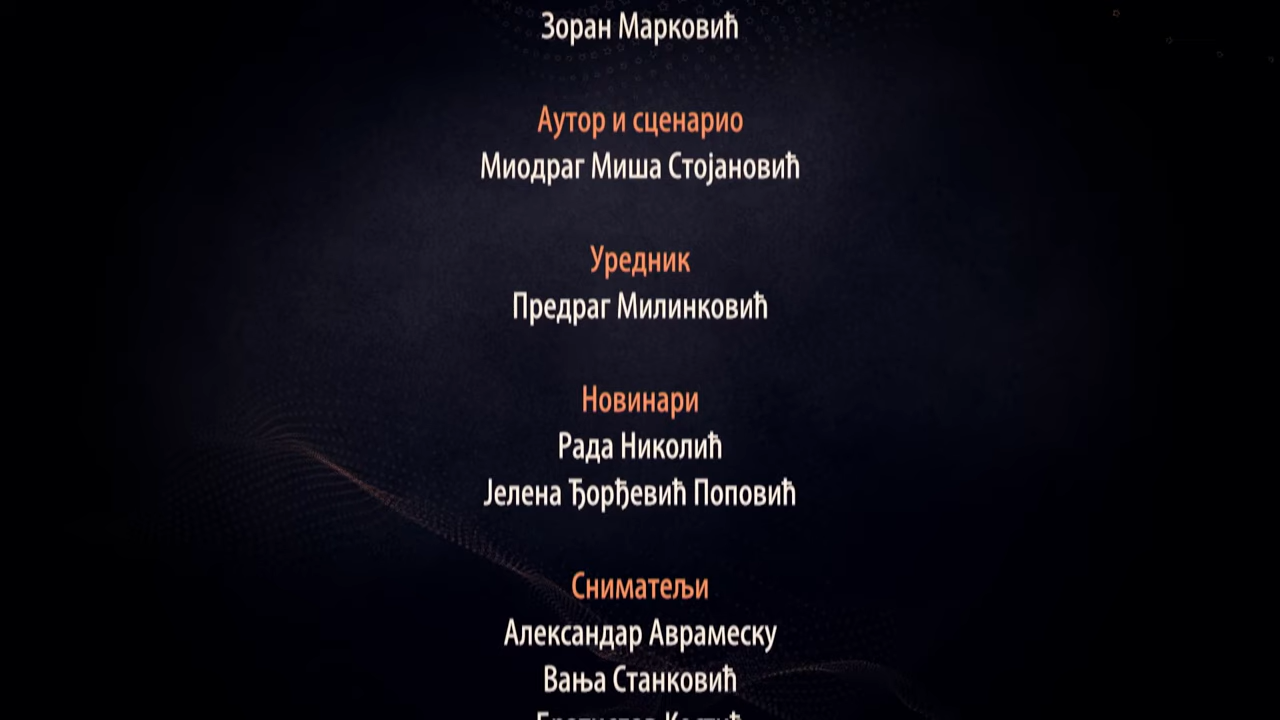 Зоран Марковић
Аутор и сценарио
Миодраг Миша Стојановић
Уредник
Предраг Милинковић
Новинари
Рада Николић
Јелена Ђорђевић Поповић
Сниматељи
Александар Аврамеску
Вања Станковић